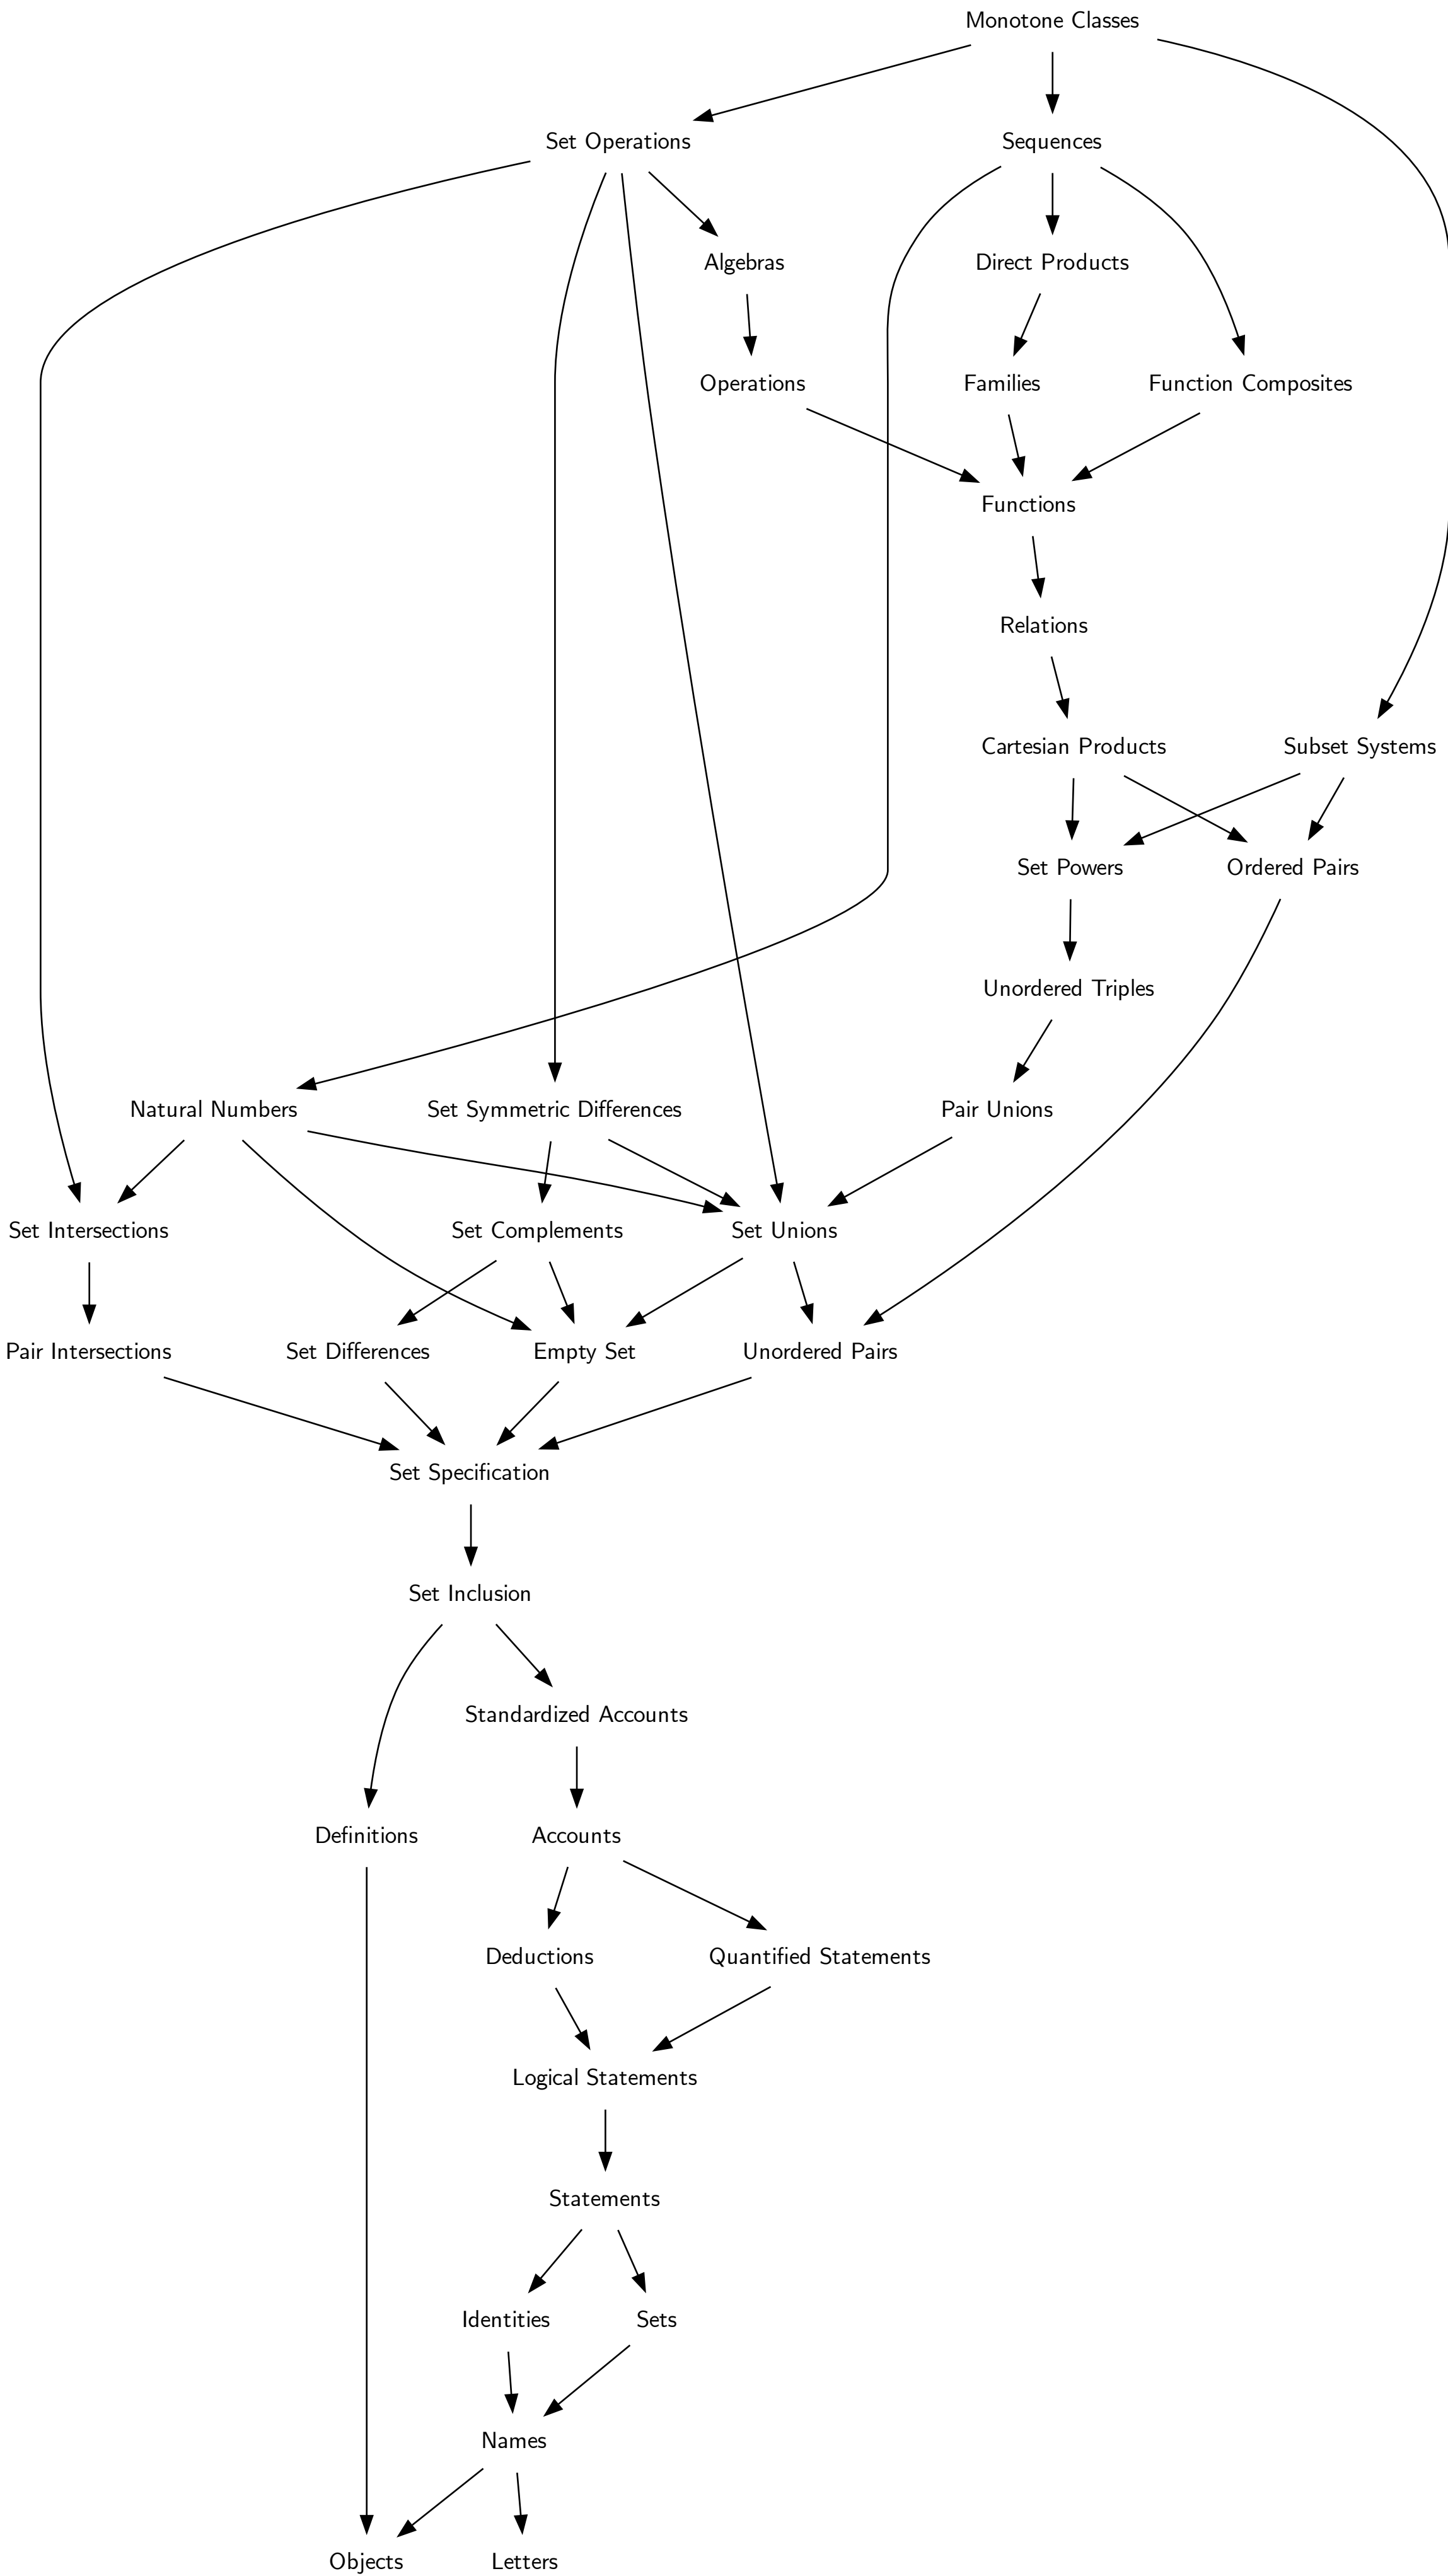 Monotone Classes
Set Operations
Sequences
Algebras
Direct Products
Operations
Families
Function Composites
Functions
Relations
Cartesian Products
Subset Systems
Set Powers
Ordered Pairs
Unordered Triples
Natural Numbers
Set Symmetric Differences
Pair Unions
Set Intersections
Set Complements
Set Unions
Pair Intersections
Set Differences
Empty Set
Unordered Pairs
Set Specification
Set Inclusion
Standardized Accounts
Definitions
Accounts
Deductions
Quantified Statements
Logical Statements
Statements
Identities
Sets
Names
Objects
Letters